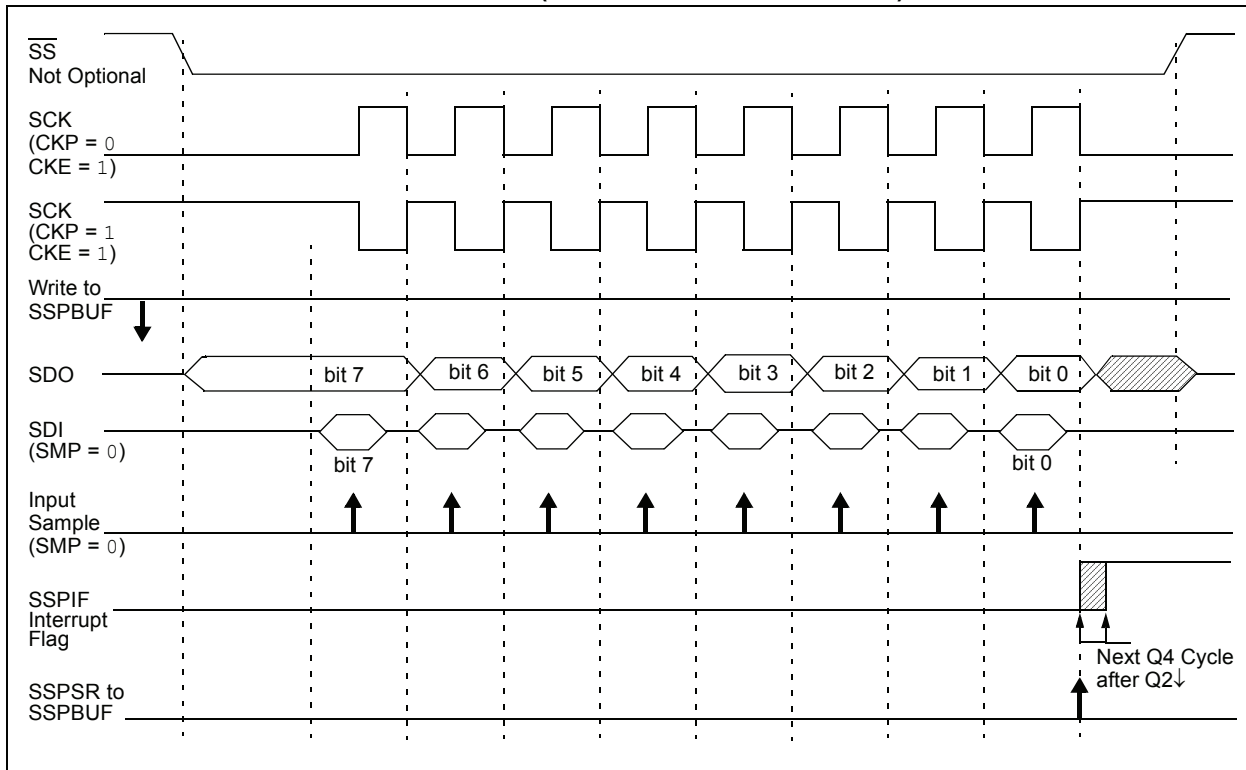 SS
Not Optional
SCK
(CKP = 0
CKE = 1)
SCK
(CKP = 1
CKE = 1)
Write to
SSPBUF
SDO
bit 7
bit 6
bit 5
bit 4
bit 3
bit 2
bit 1
bit 0
SDI
(SMP = 0)
bit 7
bit 0
Input
Sample
(SMP = 0)
SSPIF
Interrupt
Flag
Next Q4 Cycle
after Q2↓
SSPSR to
SSPBUF